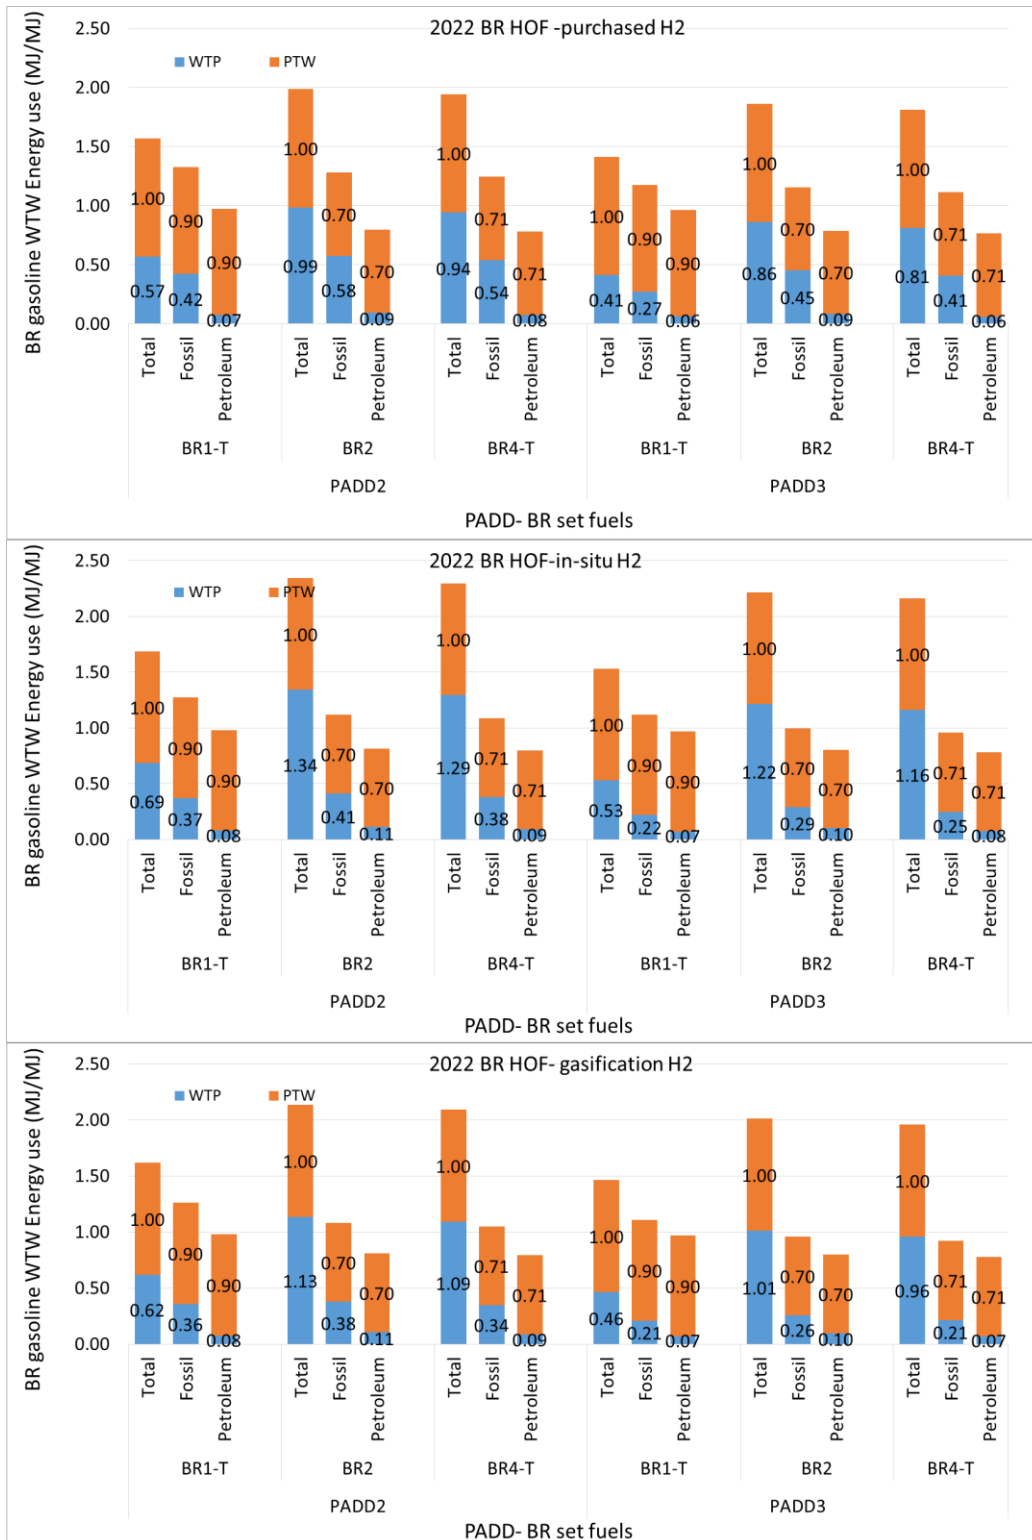 2022 BR HOF -purchased H2
BR gasoline WTW Energy use (MJ/MJ)
WTP PTW
2.50
2.00
1.50
1.00
0.50
0.00
1.00 0.90 0.90 1.00 0.70 0.70 1.00 0.71 0.71 1.00 0.90 0.90 1.00 0.70 0.70 1.00 0.71 0.71
0.57 0.42 0.07 0.99 0.58 0.09 0.94 0.54 0.08 0.41 0.27 0.06 0.86 0.45 0.09 0.81 0.41 0.06
Total Fossil Petroleum Total Fossil Petroleum Total Fossil Petroleum Total Fossil Petroleum Total Fossil Petroleum Total Fossil Petroleum
BR1-T BR2 BR4-T BR1-T BR2 BR4-T
PADD2 PADD3
PADD- BR set fuels
2022 BR HOF-in-situ H2
BR gasoline WTW Energy use (MJ/MJ)
WTP PTW
2.50
2.00
1.50
1.00
0.50
0.00
1.00 0.90 0.90 1.00 0.70 0.70 1.00 0.71 0.71 1.00 0.90 0.90 1.00 0.70 0.70 1.00 0.71 0.71
0.69 0.37 0.08 1.34 0.41 0.11 1.29 0.38 0.09 0.53 0.22 0.07 1.22 0.29 0.10 1.16 0.25 0.08
Total Fossil Petroleum Total Fossil Petroleum Total Fossil Petroleum Total Fossil Petroleum Total Fossil Petroleum Total Fossil Petroleum
BR1-T BR2 BR4-T BR1-T BR2 BR4-T
PADD2 PADD3
PADD- BR set fuels
2022 BR HOF- gasification H2
BR gasoline WTW Energy use (MJ/MJ)
WTP PTW
2.50
2.00
1.50
1.00
0.50
0.00
1.00 0.90 0.90 1.00 0.70 0.70 1.00 0.71 0.71 1.00 0.90 0.90 1.00 0.70 0.70 1.00 0.71 0.71
0.62 0.36 0.08 1.13 0.38 0.11 1.09 0.34 0.09 0.46 0.21 0.07 1.01 0.26 0.10 0.96 0.21 0.07
Total Fossil Petroleum Total Fossil Petroleum Total Fossil Petroleum Total Fossil Petroleum Total Fossil Petroleum Total Fossil Petroleum
BR1-T BR2 BR4-T BR1-T BR2 BR4-T
PADD2 PADD3
PADD- BR set fuels